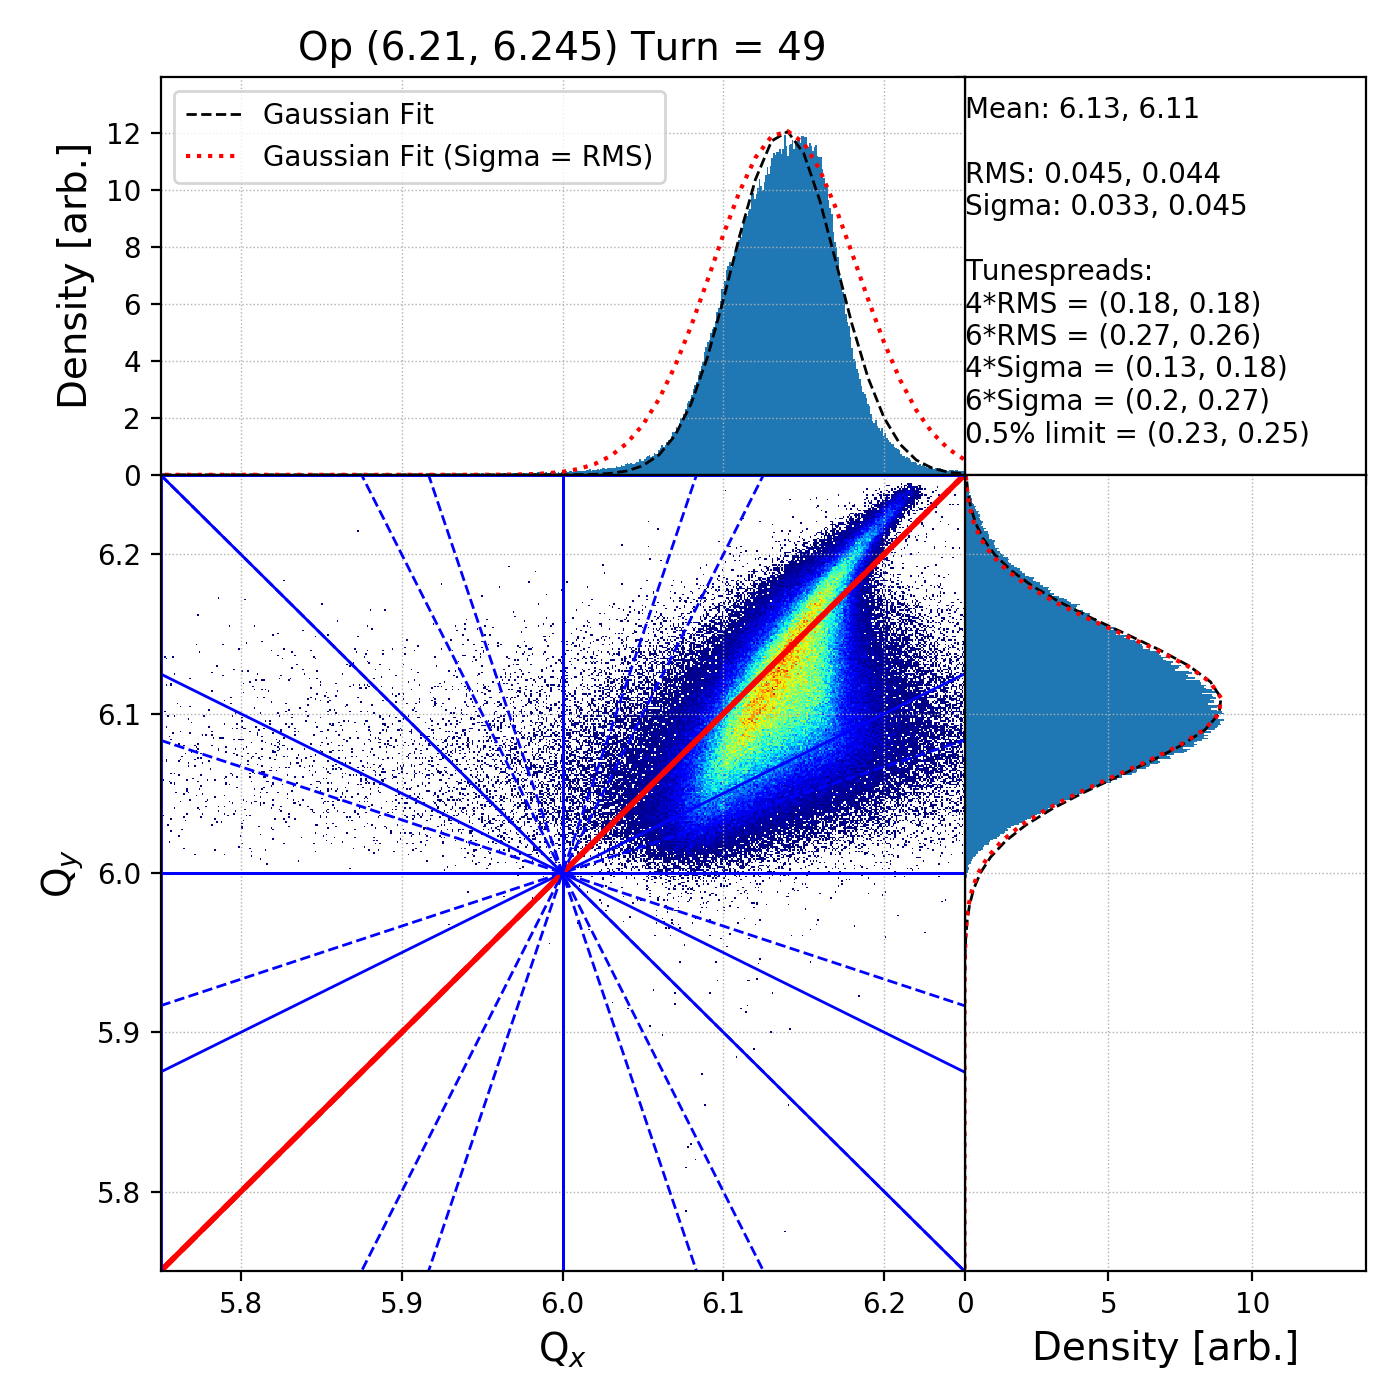 Op (6.21, 6.245) Turn = 49
Gaussian Fit
Gaussian Fit (Sigma = RMS)
Density [arb.]
12
10
8
6
4
2
0
Mean: 6.13, 6.11
RMS: 0.045, 0.044
Sigma: 0.033, 0.045
Tunespreads:
4*RMS = (0.18, 0.18)
6*RMS = (0.27, 0.26)
4*Sigma = (0.13, 0.18)
6*Sigma = (0.2, 0.27)
0.5% limit = (0.23, 0.25)
Qy
6.2
6.1
6.0
5.9
5.8
5.8 5.9 6.0 6.1 6.2
Qx
0 5 10
Density [arb.]